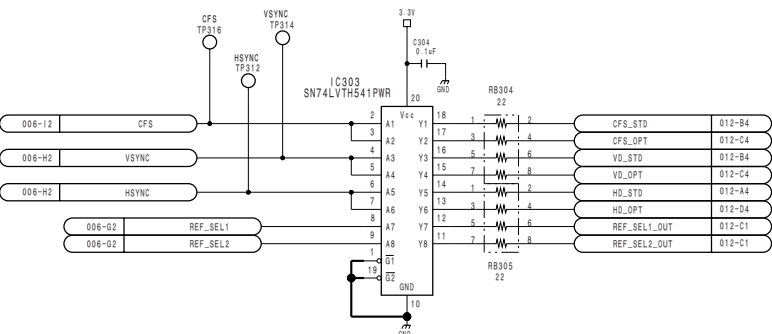 CFS
TP316
VSYNC
TP314
HSYNC
TP312
3.3V
C304
0.1uF
GND
IC303
SN74LVTH541PWR
RB304
22
20
Vcc
006-I2 CFS
2 A1 Y1 18 1 2 CFS_STD 012-B4
3 A2 Y2 17 3 4 CFS_OPT 012-C4
006-H2 VSYNC
4 A3 Y3 16 5 6 VD_STD 012-B4
5 A4 Y4 15 7 8 VD_OPT 012-C4
006-H2 HSYNC
6 A5 Y5 14 1 2 HD_STD 012-A4
7 A6 Y6 13 3 4 HD_OPT 012-D4
006-G2 REF_SEL1
8 A7 Y7 12 5 6 REF_SEL1_OUT 012-C1
006-G2 REF_SEL2
9 A8 Y8 11 7 8 REF_SEL2_OUT 012-C1
1 G1
19 G2
GND
10
GND
RB305
22